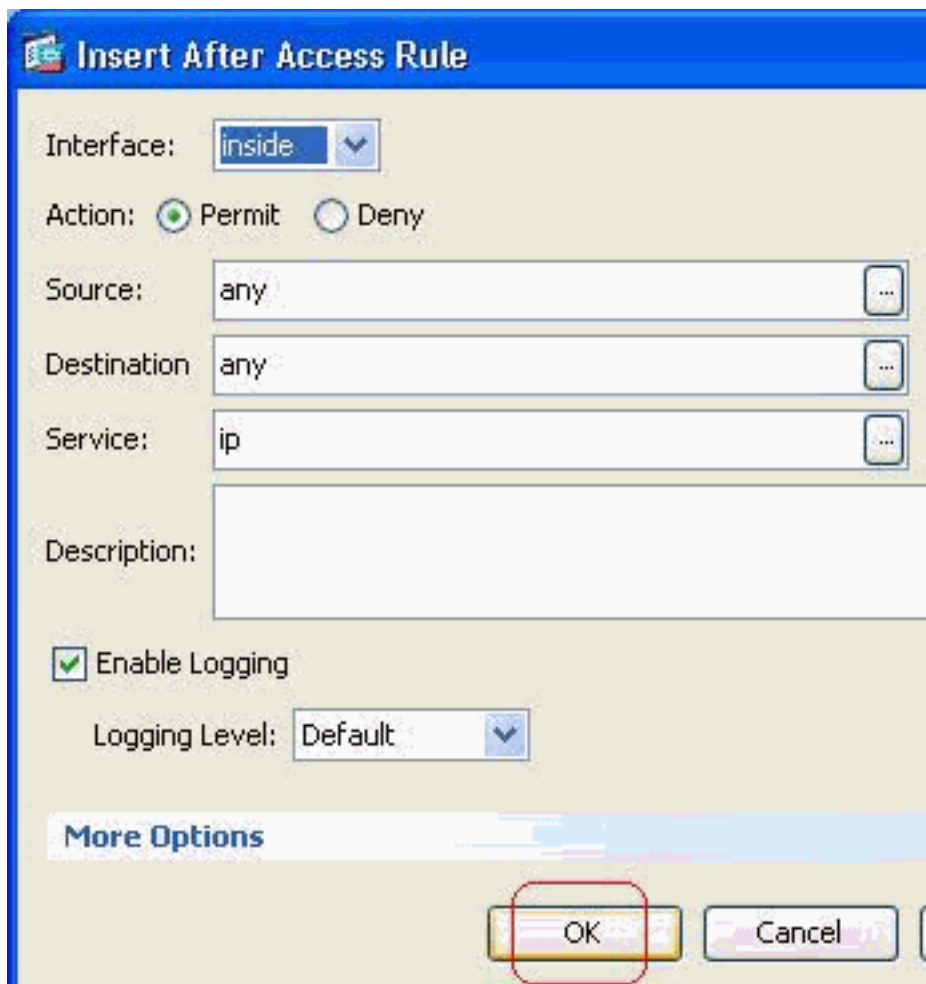 Insert After Access Rule
Interface: inside
Action: Permit Deny
Source: any ...
Destination any ...
Service: ip ...
Description:
Enable Logging
Logging Level: Default
More Options
OK Cancel